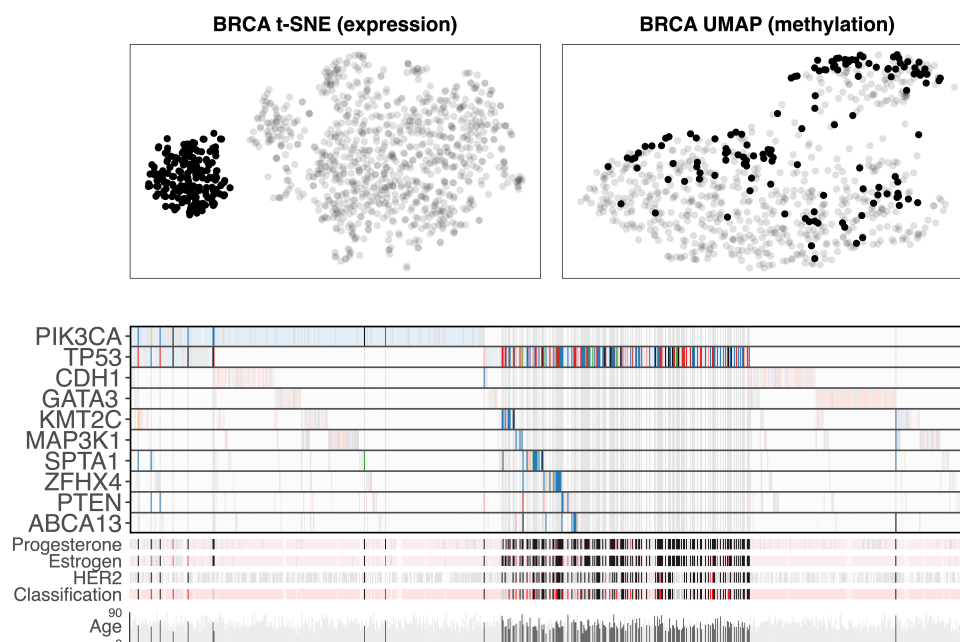 BRCA t-SNE (expression)
BRCA UMAP (methylation)
PIK3CA
TP53
CDH1
GATA3
KMT2C
MAP3K1
SPTA1
ZFHX4
PTEN
ABCA13
Progesterone
Estrogen
HER2
Classification
90
Age